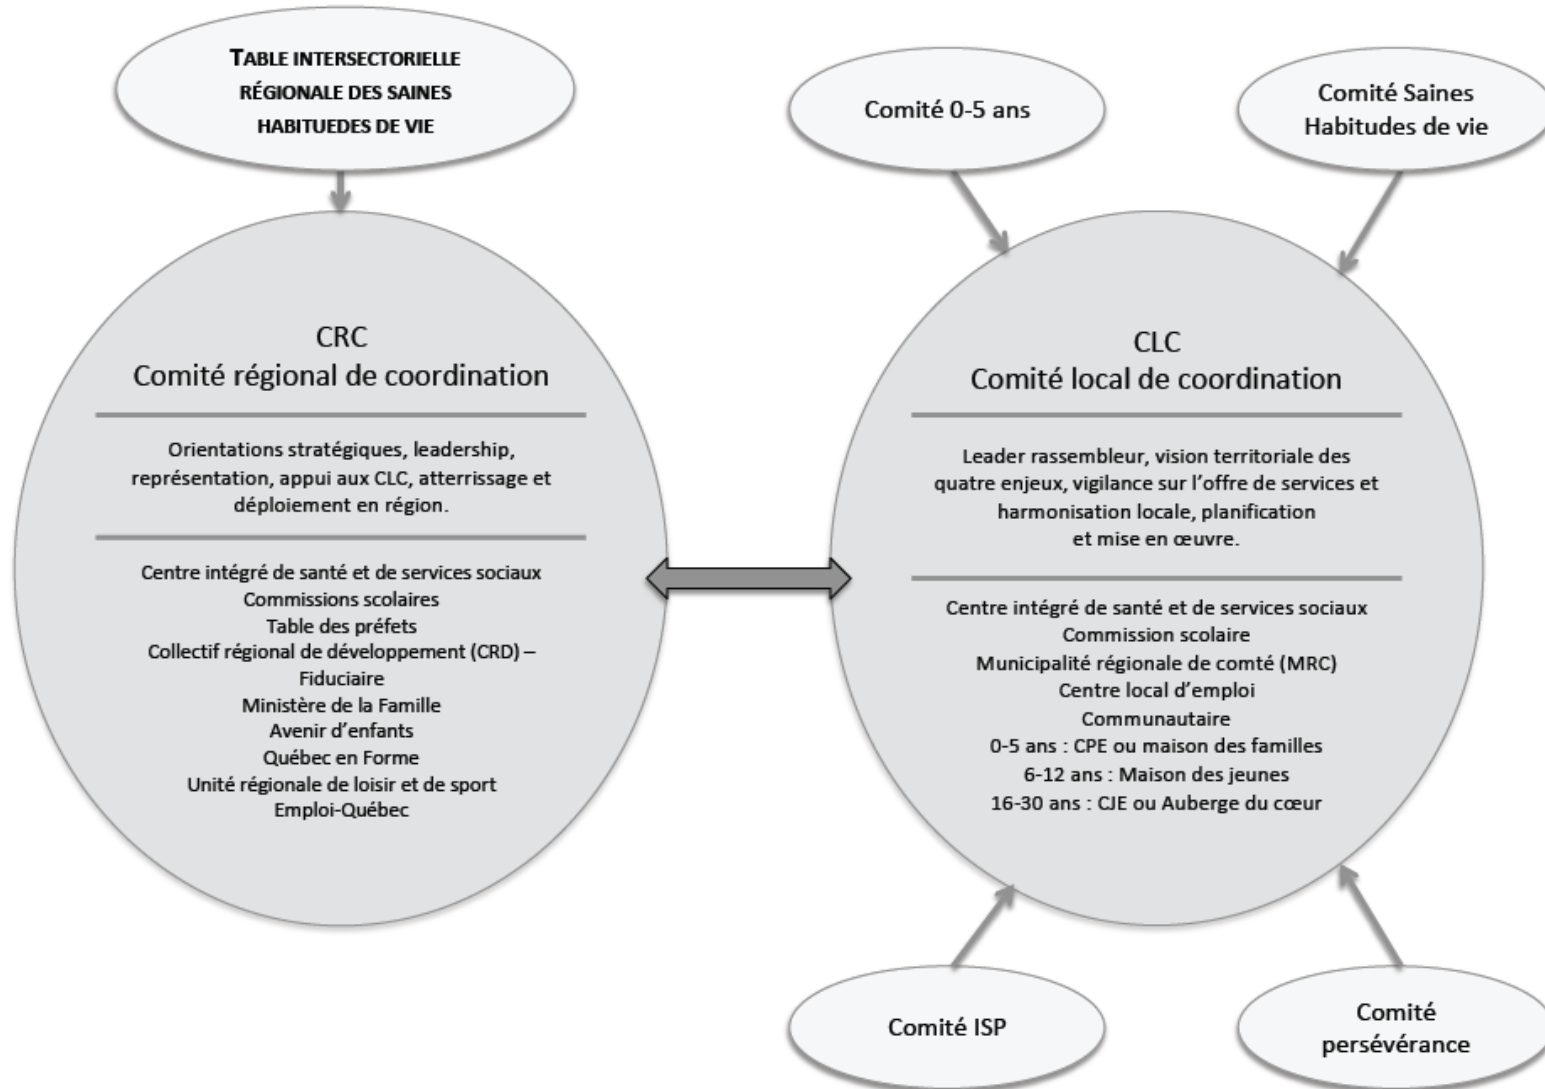 TABLE INTERSECTORIELLE
RÉGIONALE DES SAINES
HABITUEDES DE VIE
CRC
Comité régional de coordination
Orientations stratégiques, leadership,
représentation, appui aux CLC, atterrissage et
déploiement en région.
Centre intégré de santé et de services sociaux
Commissions scolaires
Table des préfets
Collectif régional de développement (CRD) –
Fiduciaire
Ministère de la Famille
Avenir d'enfants
Québec en Forme
Unité régionale de loisir et de sport
Emploi-Québec
Comité 0-5 ans
Comité Saines
Habitudes de vie
CLC
Comité local de coordination
Leader rassembleur, vision territoriale des
quatre enjeux, vigilance sur l'offre de services et
harmonisation locale, planification
et mise en œuvre.
Centre intégré de santé et de services sociaux
Commission scolaire
Municipalité régionale de comté (MRC)
Centre local d'emploi
Communautaire
0-5 ans : CPE ou maison des familles
6-12 ans : Maison des jeunes
16-30 ans : CJE ou Auberge du cœur
Comité ISP
Comité
persévérance